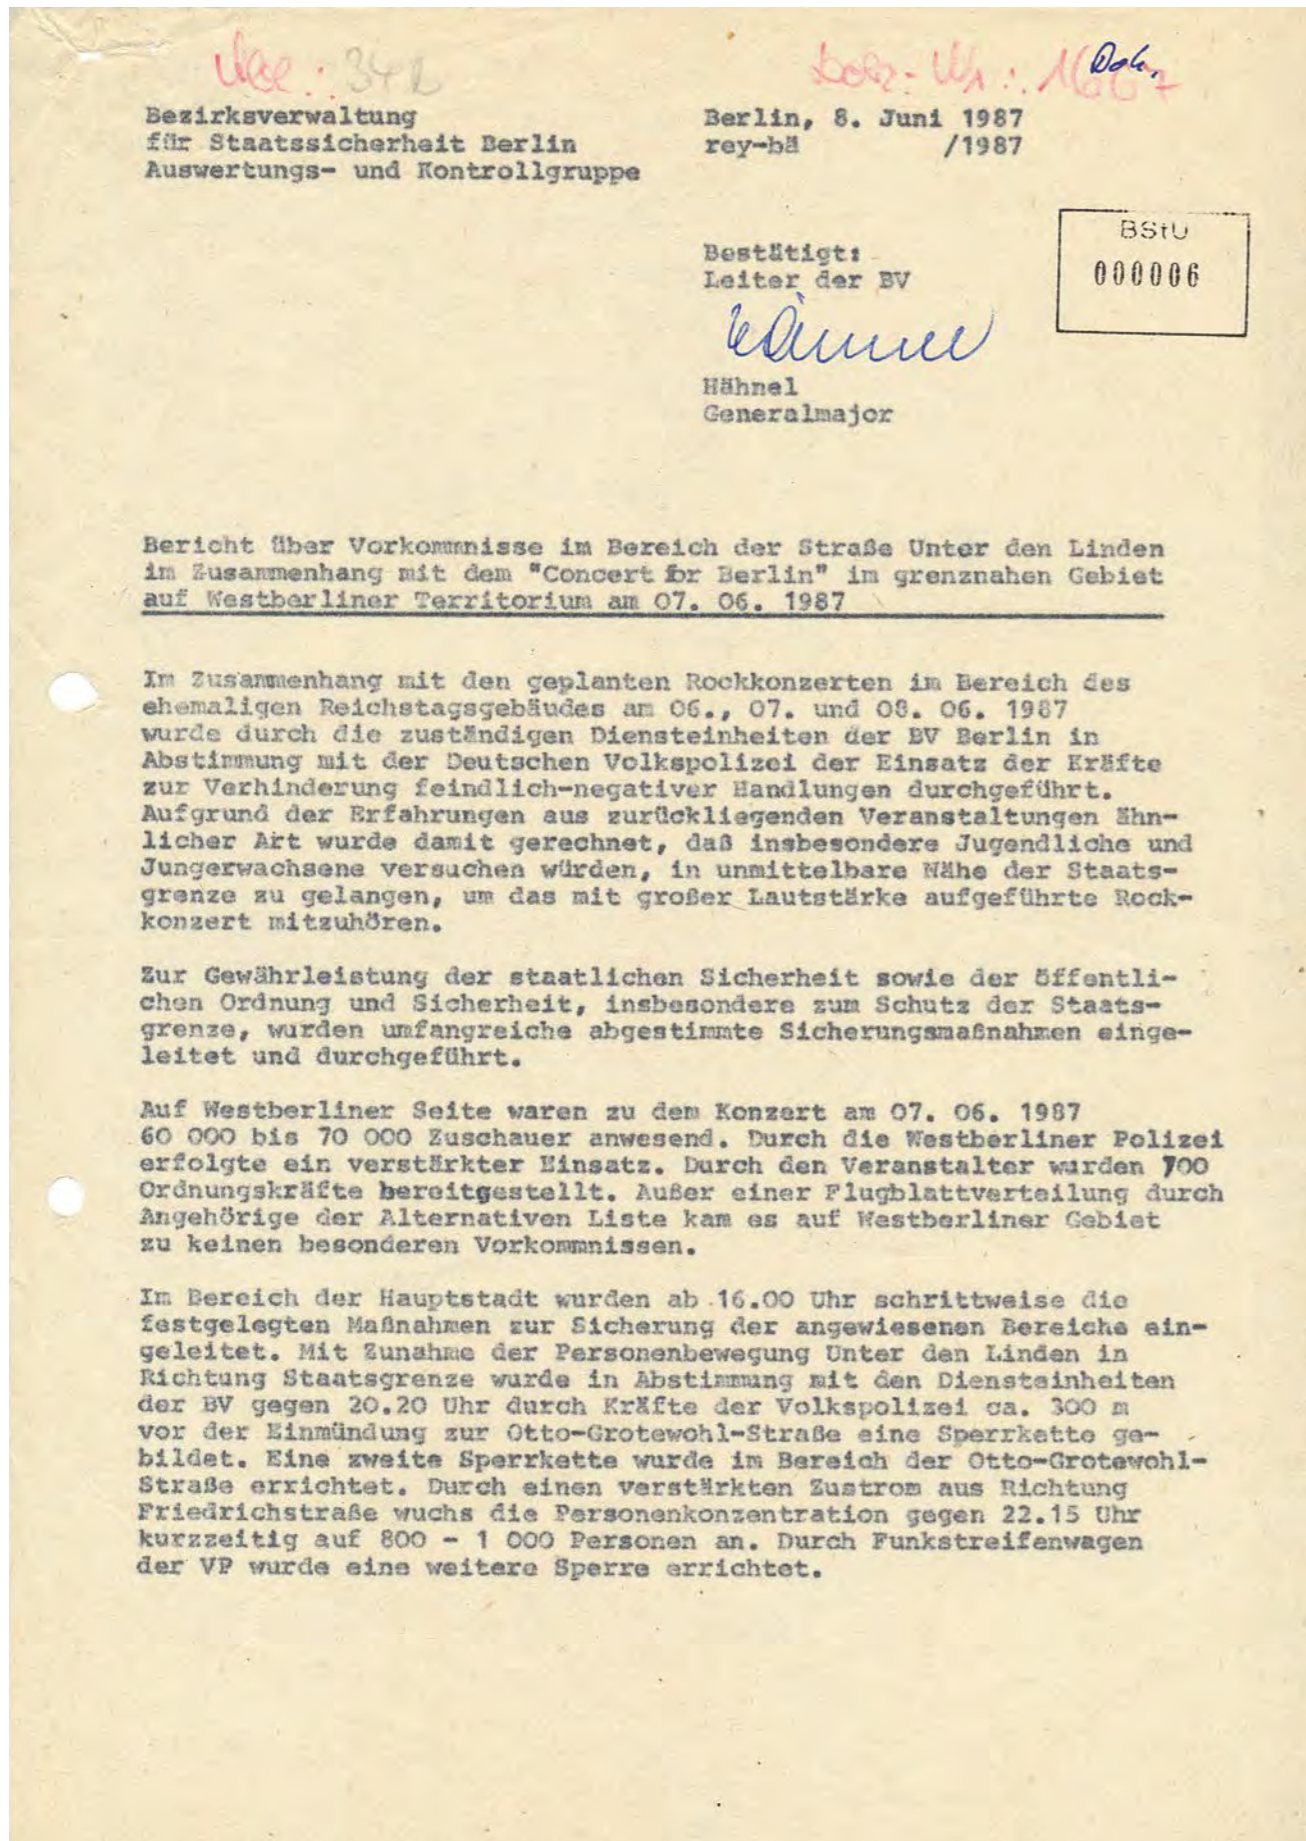 Dok.
Bezirksverwaltung
für Staatssicherheit Berlin
Auswertungs- und Kontrollgruppe
Berlin, 8. Juni 1987
rey-bä /1987
BStU
000006
Bestätigt:
Leiter der BV
Hähnel
Generalmajor
Bericht über Vorkommnisse im Bereich der Straße Unter den Linden
im Zusammenhang mit dem "Concert for Berlin" im grenznahen Gebiet
auf Westberliner Territorium am 07. 06. 1987
Im Zusammenhang mit den geplanten Rockkonzerten im Bereich des
ehemaligen Reichstagsgebäudes am 06., 07. und 08. 06. 1987
wurde durch die zuständigen Diensteinheiten der BV Berlin in
Abstimmung mit der Deutschen Volkspolizei der Einsatz der Kräfte
zur Verhinderung feindlich-negativer Handlungen durchgeführt.
Aufgrund der Erfahrungen aus zurückliegenden Veranstaltungen ähn-
licher Art wurde damit gerechnet, daß insbesondere Jugendliche und
Jungerwachsene versuchen würden, in unmittelbare Nähe der Staats-
grenze zu gelangen, um das mit großer Lautstärke aufgeführte Rock-
konzert mitzuhören.
Zur Gewährleistung der staatlichen Sicherheit sowie der öffentli-
chen Ordnung und Sicherheit, insbesondere zum Schutz der Staats-
grenze, wurden umfangreiche abgestimmte Sicherungsmaßnahmen einge-
leitet und durchgeführt.
Auf Westberliner Seite waren zu dem Konzert am 07. 06. 1987
60 000 bis 70 000 Zuschauer anwesend. Durch die Westberliner Polizei
erfolgte ein verstärkter Einsatz. Durch den Veranstalter wurden 700
Ordnungskräfte bereitgestellt. Außer einer Flugblattverteilung durch
Angehörige der Alternativen Liste kam es auf Westberliner Gebiet
zu keinen besonderen Vorkommnissen.
Im Bereich der Hauptstadt wurden ab 16.00 Uhr schrittweise die
festgelegten Maßnahmen zur Sicherung der angewiesenen Bereiche ein-
geleitet. Mit Zunahme der Personenbewegung Unter den Linden in
Richtung Staatsgrenze wurde in Abstimmung mit den Diensteinheiten
der BV gegen 20.20 Uhr durch Kräfte der Volkspolizei ca. 300 m
vor der Einmündung zur Otto-Grotewohl-Straße eine Sperrkette ge-
bildet. Eine zweite Sperrkette wurde im Bereich der Otto-Grotewohl-
Straße errichtet. Durch einen verstärkten Zustrom aus Richtung
Friedrichstraße wuchs die Personenkonzentration gegen 22.15 Uhr
kurzzeitig auf 800 - 1 000 Personen an. Durch Funkstreifenwagen
der VP wurde eine weitere Sperre errichtet.